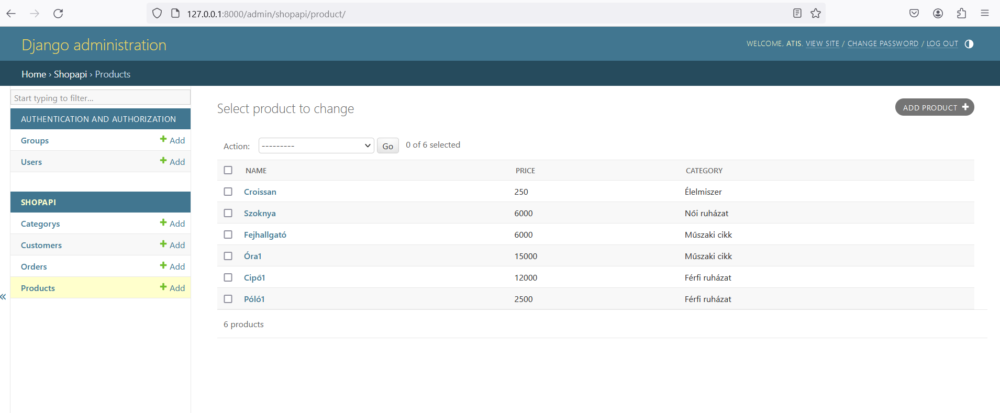 127.0.0.1:8000/admin/shopapi/product/
Django administration
WELCOME, ATIS. VIEW SITE / CHANGE PASSWORD / LOG OUT
Home › Shopapi › Products
Start typing to filter...
AUTHENTICATION AND AUTHORIZATION
Groups + Add
Users + Add
SHOPAPI
Categorys + Add
Customers + Add
Orders + Add
Products + Add
«
Select product to change
ADD PRODUCT +
Action: --------- Go 0 of 6 selected
NAME PRICE CATEGORY
Croissan 250 Élelmiszer
Szoknya 6000 Női ruházat
Fejhallgató 6000 Műszaki cikk
Óra1 15000 Műszaki cikk
Cipő1 12000 Férfi ruházat
Póló1 2500 Férfi ruházat
6 products